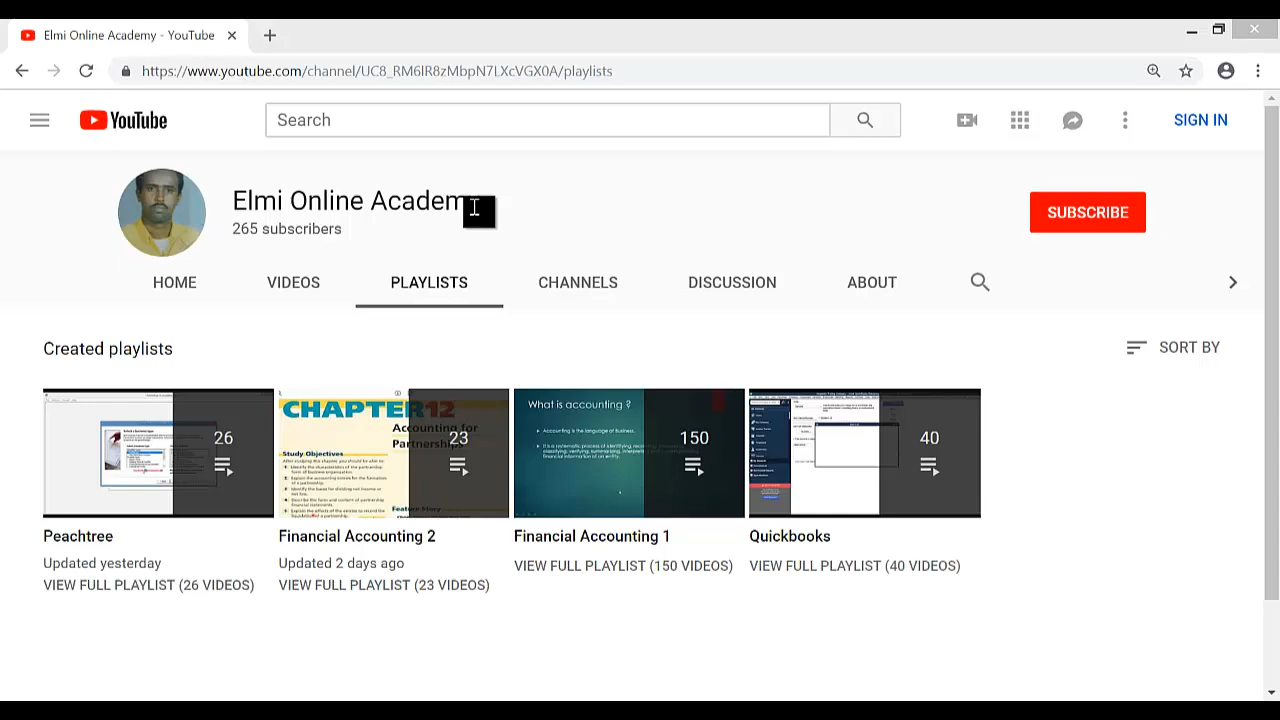 Elmi Online Academy - YouTube
https://www.youtube.com/channel/UC8_RM6lR8zMbpN7LXcVGX0A/playlists
YouTube
Search
SIGN IN
Elmi Online Academy
265 subscribers
SUBSCRIBE
HOME VIDEOS PLAYLISTS CHANNELS DISCUSSION ABOUT
Created playlists
SORT BY
26
CHAPTER 12
Accounting for
Partnerships
Study Objectives
Feature Story
23
What is accounting ?
Accounting is the language of Business.
150
40
Peachtree
Updated yesterday
VIEW FULL PLAYLIST (26 VIDEOS)
Financial Accounting 2
Updated 2 days ago
VIEW FULL PLAYLIST (23 VIDEOS)
Financial Accounting 1
VIEW FULL PLAYLIST (150 VIDEOS)
Quickbooks
VIEW FULL PLAYLIST (40 VIDEOS)